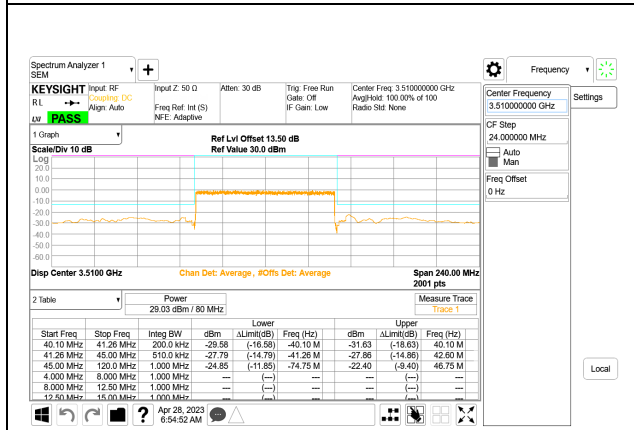 Spectrum Analyzer 1
SEM
+
Frequency
KEYSIGHT
RL
PASS
Input: RF
Coupling: DC
Align: Auto
Input Z: 50 Ω
Freq Ref: Int (S)
NFE: Adaptive
Atten: 30 dB
Trig: Free Run
Gate: Off
IF Gain: Low
Center Freq: 3.510000000 GHz
Avg|Hold: 100.00% of 100
Radio Std: None
Center Frequency
3.510000000 GHz
Settings
CF Step
24.000000 MHz
Auto
Man
Freq Offset
0 Hz
1 Graph
Scale/Div 10 dB
Ref Lvl Offset 13.50 dB
Ref Value 30.0 dBm
Log
20.0
10.0
0.00
-10.0
-20.0
-30.0
-40.0
-50.0
-60.0
Disp Center 3.5100 GHz
Chan Det: Average, #Offs Det: Average
Span 240.00 MHz
2001 pts
2 Table
Power
29.03 dBm / 80 MHz
Measure Trace
Trace 1
Lower Upper
Start Freq Stop Freq Integ BW dBm ΔLimit(dB) Freq (Hz) dBm ΔLimit(dB) Freq (Hz)
40.10 MHz 41.26 MHz 200.0 kHz -29.58 (-16.58) -40.10 M -31.63 (-18.63) 40.10 M
41.26 MHz 45.00 MHz 510.0 kHz -27.79 (-14.79) -41.26 M -27.86 (-14.86) 42.60 M
45.00 MHz 120.0 MHz 1.000 MHz -24.85 (-11.85) -74.75 M -22.40 (-9.40) 46.75 M
4.000 MHz 8.000 MHz 1.000 MHz --- (---) --- --- (---) ---
8.000 MHz 12.50 MHz 1.000 MHz --- (---) --- --- (---) ---
12.50 MHz 15.00 MHz 1.000 MHz --- (---) --- --- (---) ---
Local
?
Apr 28, 2023
6:54:52 AM